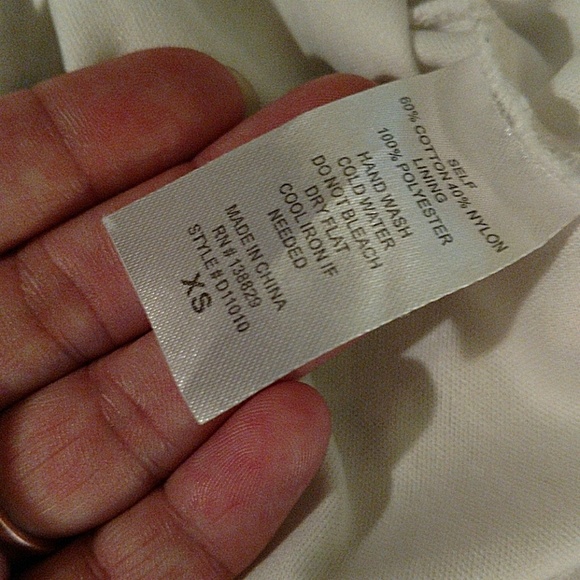 SELF
60% COTTON 40% NYLON
LINING
100% POLYESTER
HAND WASH
COLD WATER
DO NOT BLEACH
DRY FLAT
COOL IRON IF
NEEDED
MADE IN CHINA
RN # 138829
STYLE # D11010
XS